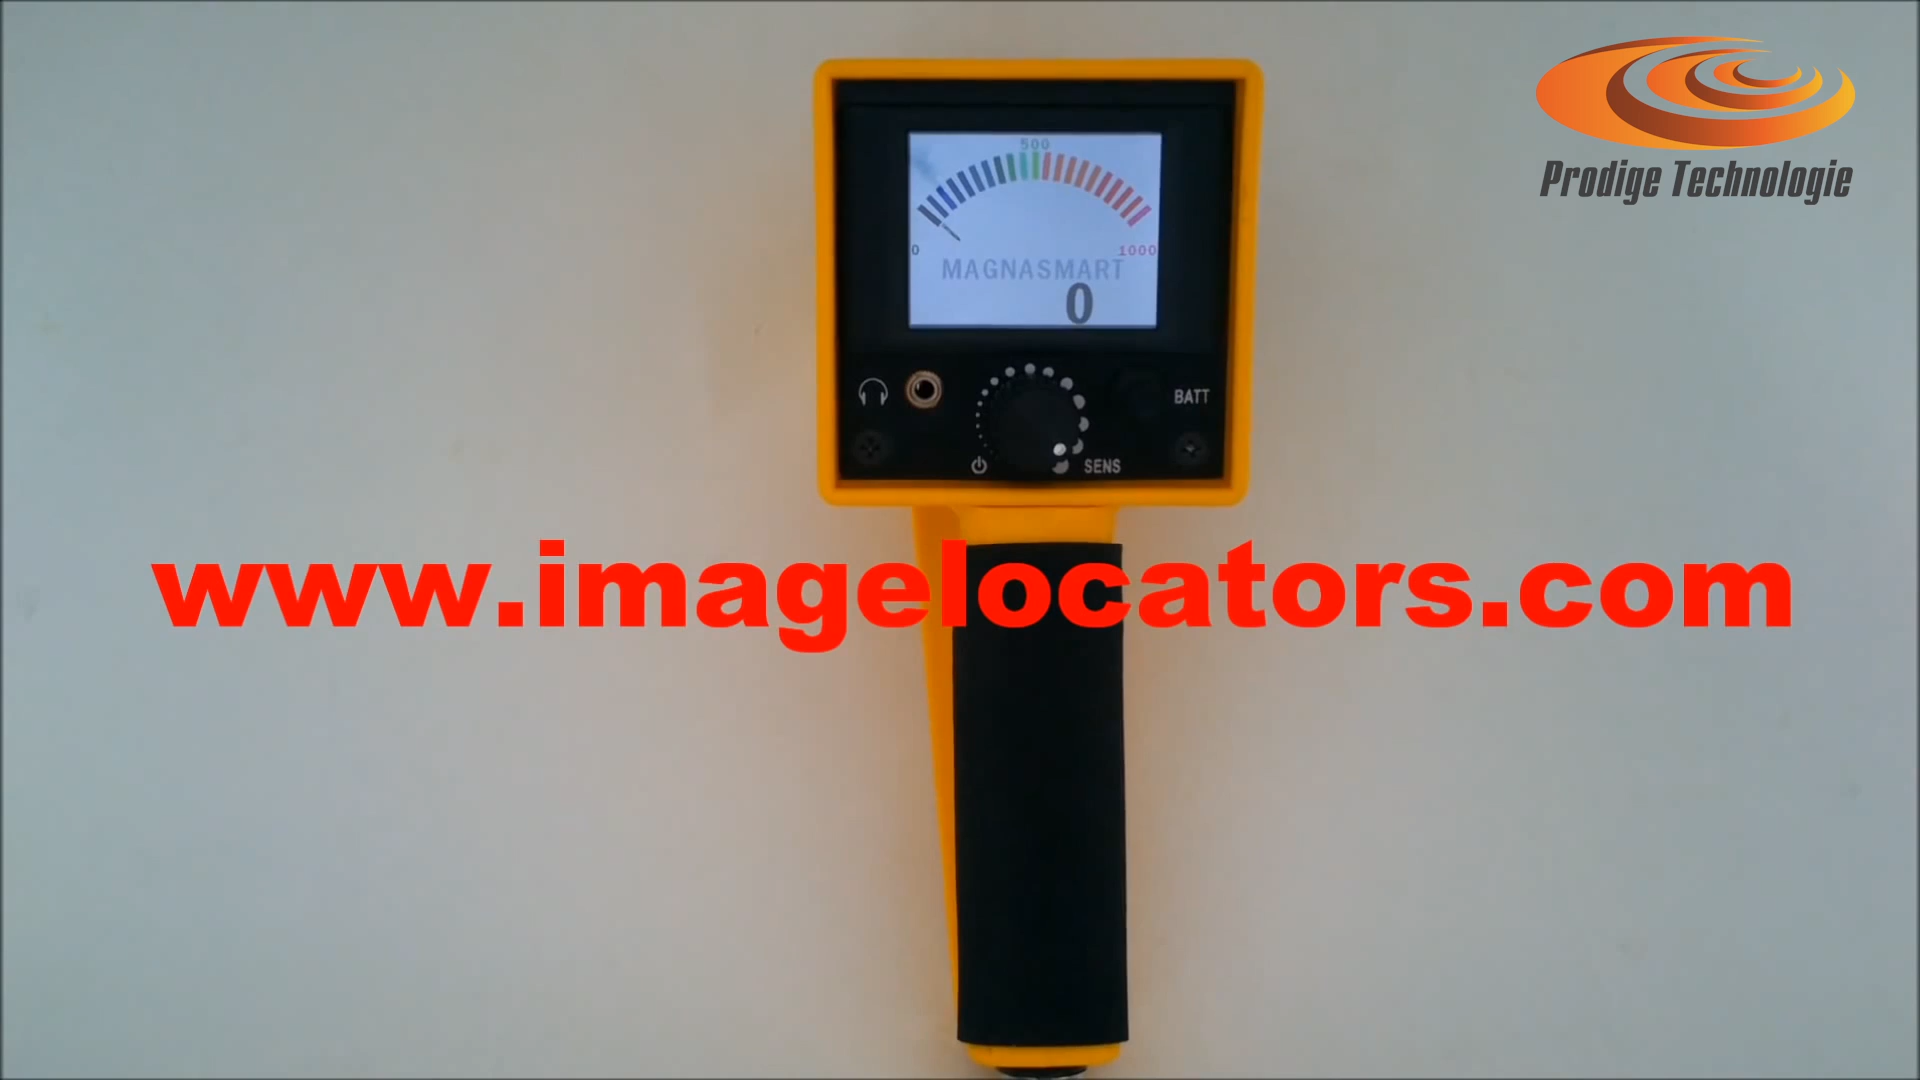 Prodige Technologie
500
0
1000
MAGNASMART
0
BATT
SENS
www.imagelocators.com